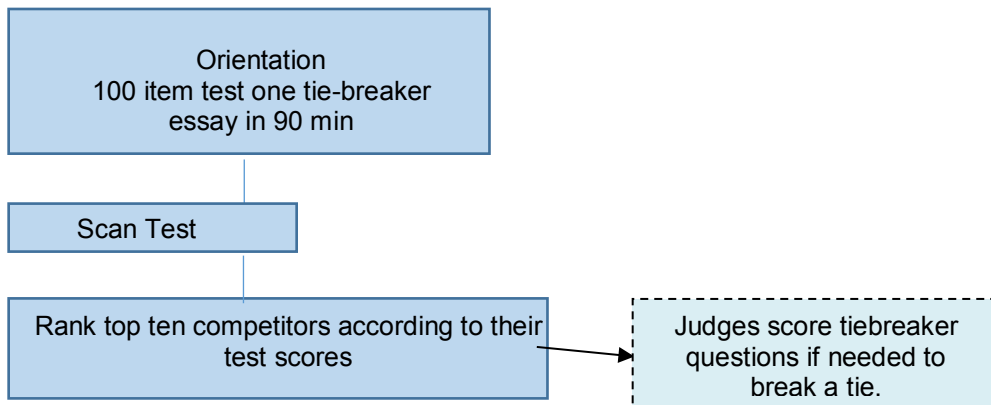 Orientation
100 item test one tie-breaker
essay in 90 min
Scan Test
Rank top ten competitors according to their
test scores
Judges score tiebreaker
questions if needed to
break a tie.